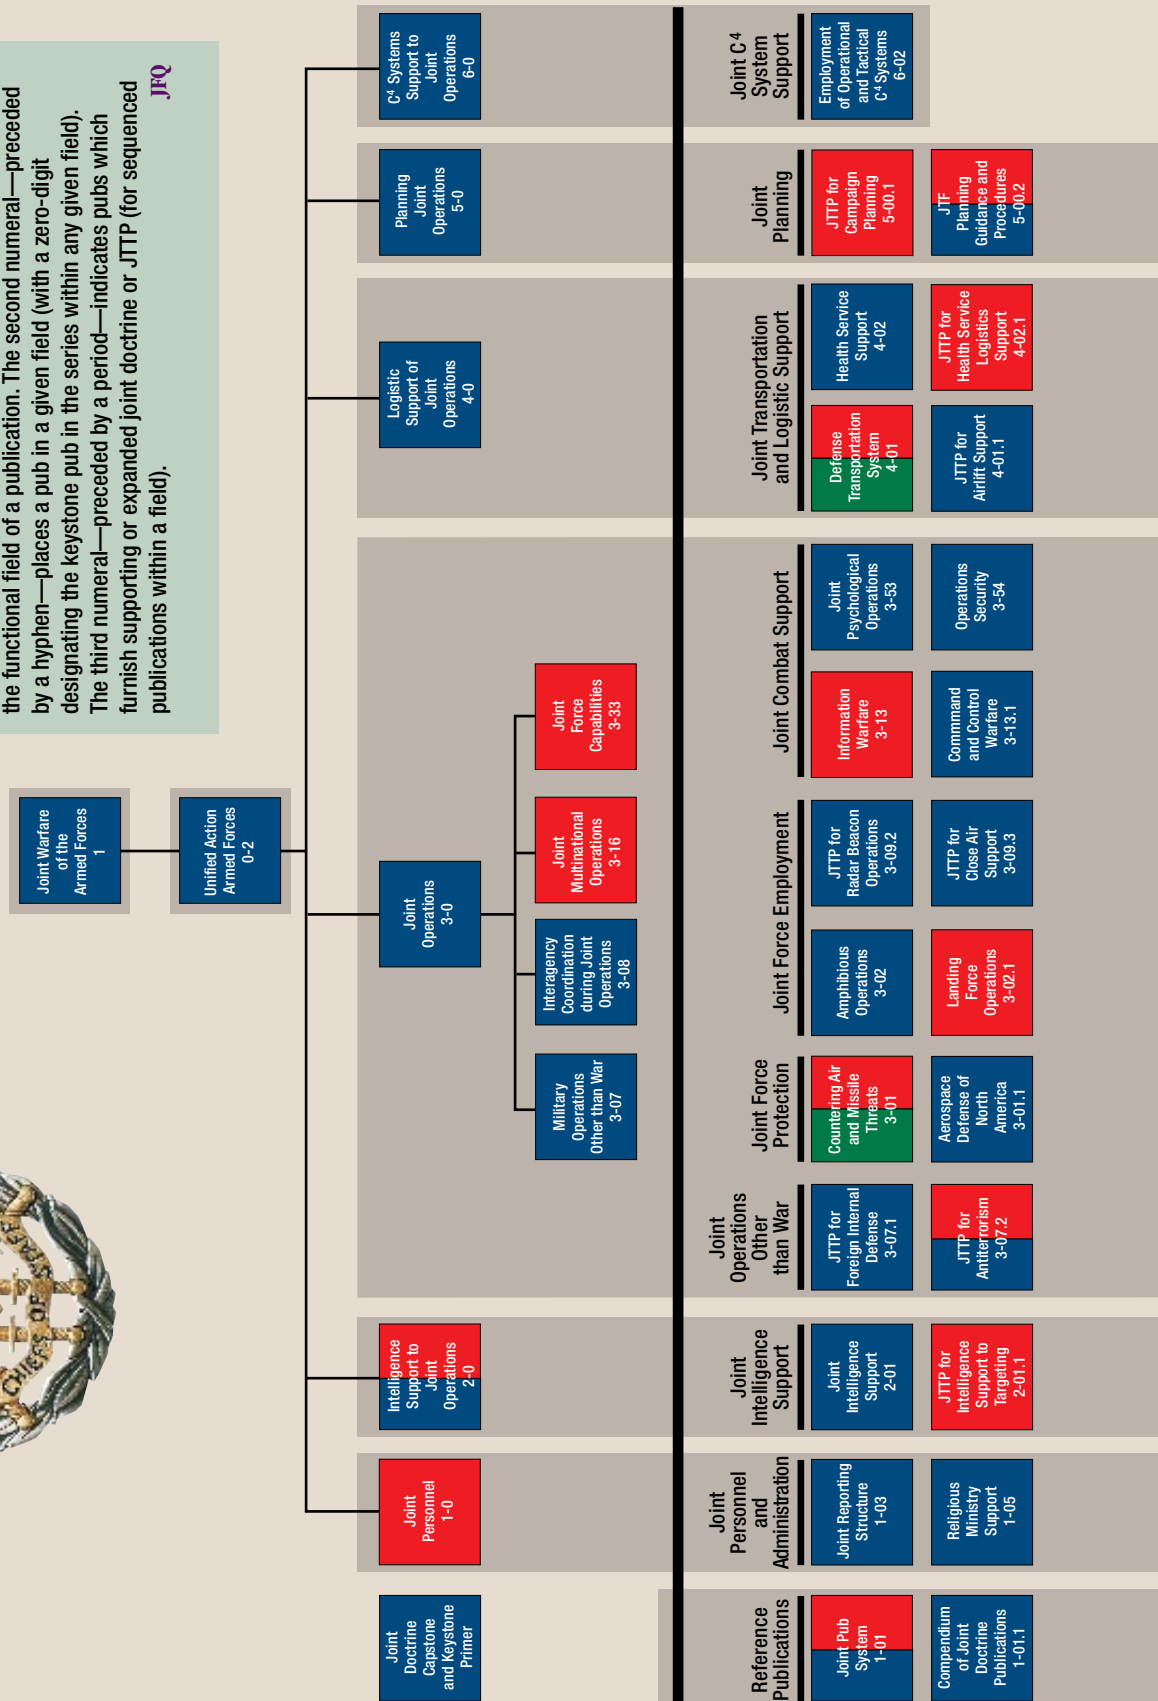 the functional field of a publication. The second numeral—preceded
by a hyphen—places a pub in a given field (with a zero-digit
designating the keystone pub in the series within any given field).
The third numeral—preceded by a period—indicates pubs which
furnish supporting or expanded joint doctrine or JTTP (for sequenced
publications within a field).
JFQ
CHIEFS OF
Joint Warfare
of the
Armed Forces
1
Unified Action
Armed Forces
0-2
Joint
Doctrine
Capstone
and Keystone
Primer
Joint
Personnel
1-0
Intelligence
Support to
Joint
Operations
2-0
Joint
Operations
3-0
Logistic
Support of
Joint
Operations
4-0
Planning
Joint
Operations
5-0
C4 Systems
Support to
Joint
Operations
6-0
Military
Operations
Other than War
3-07
Interagency
Coordination
during Joint
Operations
3-08
Joint
Multinational
Operations
3-16
Joint
Force
Capabilities
3-33
Reference
Publications
Joint Pub
System
1-01
Compendium
of Joint
Doctrine
Publications
1-01.1
Joint
Personnel
and
Administration
Joint Reporting
Structure
1-03
Religious
Ministry
Support
1-05
Joint
Intelligence
Support
Joint
Intelligence
Support
2-01
JTTP for
Intelligence
Support to
Targeting
2-01.1
Joint
Operations
Other
than War
JTTP for
Foreign Internal
Defense
3-07.1
JTTP for
Antiterrorism
3-07.2
Joint Force
Protection
Countering Air
and Missile
Threats
3-01
Aerospace
Defense of
North
America
3-01.1
Joint Force Employment
Amphibious
Operations
3-02
JTTP for
Radar Beacon
Operations
3-09.2
Landing
Force
Operations
3-02.1
JTTP for
Close Air
Support
3-09.3
Joint Combat Support
Information
Warfare
3-13
Joint
Psychological
Operations
3-53
Commmand
and Control
Warfare
3-13.1
Operations
Security
3-54
Joint Transportation
and Logistic Support
Defense
Transportation
System
4-01
Health Service
Support
4-02
JTTP for
Airlift Support
4-01.1
JTTP for
Health Service
Logistics
Support
4-02.1
Joint
Planning
JTTP for
Campaign
Planning
5-00.1
JTF
Planning
Guidance and
Procedures
5-00.2
Joint C4
System
Support
Employment
of Operational
and Tactical
C4 Systems
6-02